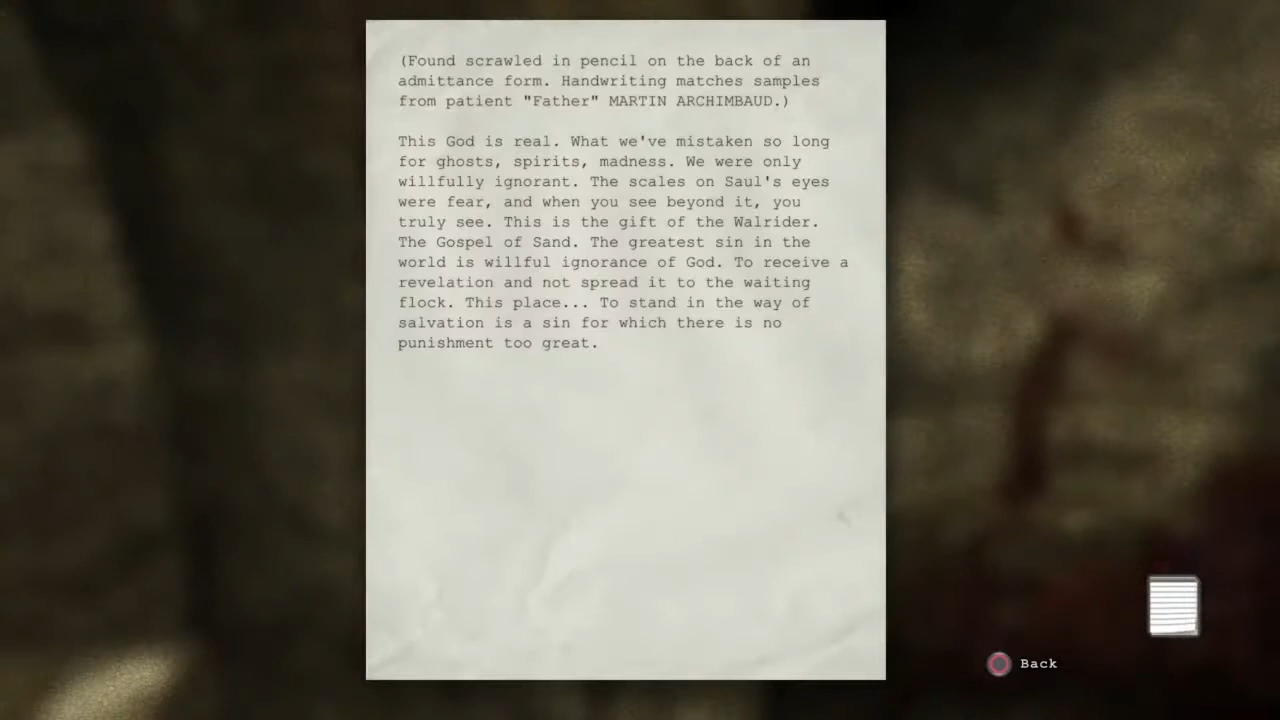 (Found scrawled in pencil on the back of an
admittance form. Handwriting matches samples
from patient "Father" MARTIN ARCHIMBAUD.)
This God is real. What we've mistaken so long
for ghosts, spirits, madness. We were only
willfully ignorant. The scales on Saul's eyes
were fear, and when you see beyond it, you
truly see. This is the gift of the Walrider.
The Gospel of Sand. The greatest sin in the
world is willful ignorance of God. To receive a
revelation and not spread it to the waiting
flock. This place... To stand in the way of
salvation is a sin for which there is no
punishment too great.
Back